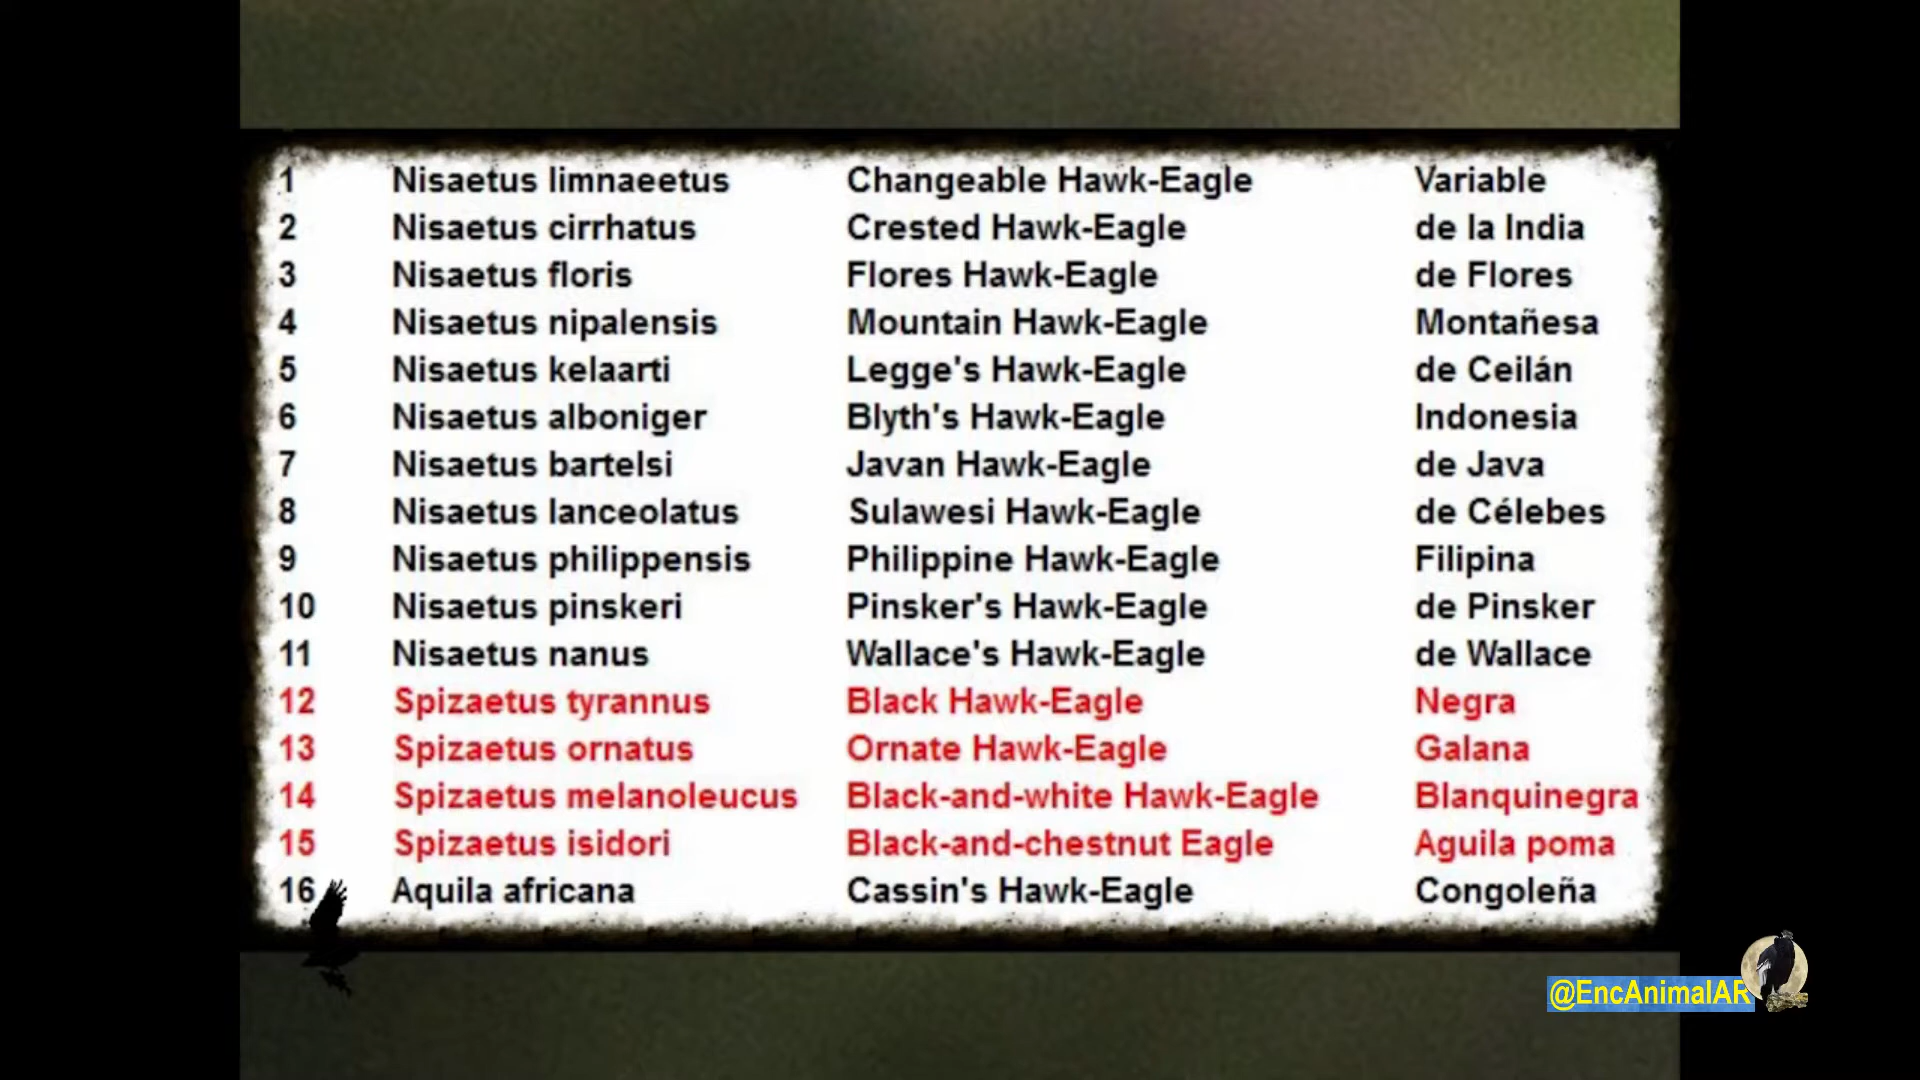 1 Nisaetus limnaeetus Changeable Hawk-Eagle Variable
2 Nisaetus cirrhatus Crested Hawk-Eagle de la India
3 Nisaetus floris Flores Hawk-Eagle de Flores
4 Nisaetus nipalensis Mountain Hawk-Eagle Montañesa
5 Nisaetus kelaarti Legge's Hawk-Eagle de Ceilán
6 Nisaetus alboniger Blyth's Hawk-Eagle Indonesia
7 Nisaetus bartelsi Javan Hawk-Eagle de Java
8 Nisaetus lanceolatus Sulawesi Hawk-Eagle de Célebes
9 Nisaetus philippensis Philippine Hawk-Eagle Filipina
10 Nisaetus pinskeri Pinsker's Hawk-Eagle de Pinsker
11 Nisaetus nanus Wallace's Hawk-Eagle de Wallace
12 Spizaetus tyrannus Black Hawk-Eagle Negra
13 Spizaetus ornatus Ornate Hawk-Eagle Galana
14 Spizaetus melanoleucus Black-and-white Hawk-Eagle Blanquinegra
15 Spizaetus isidori Black-and-chestnut Eagle Aguila poma
16 Aquila africana Cassin's Hawk-Eagle Congoleña
@EncAnimalAR